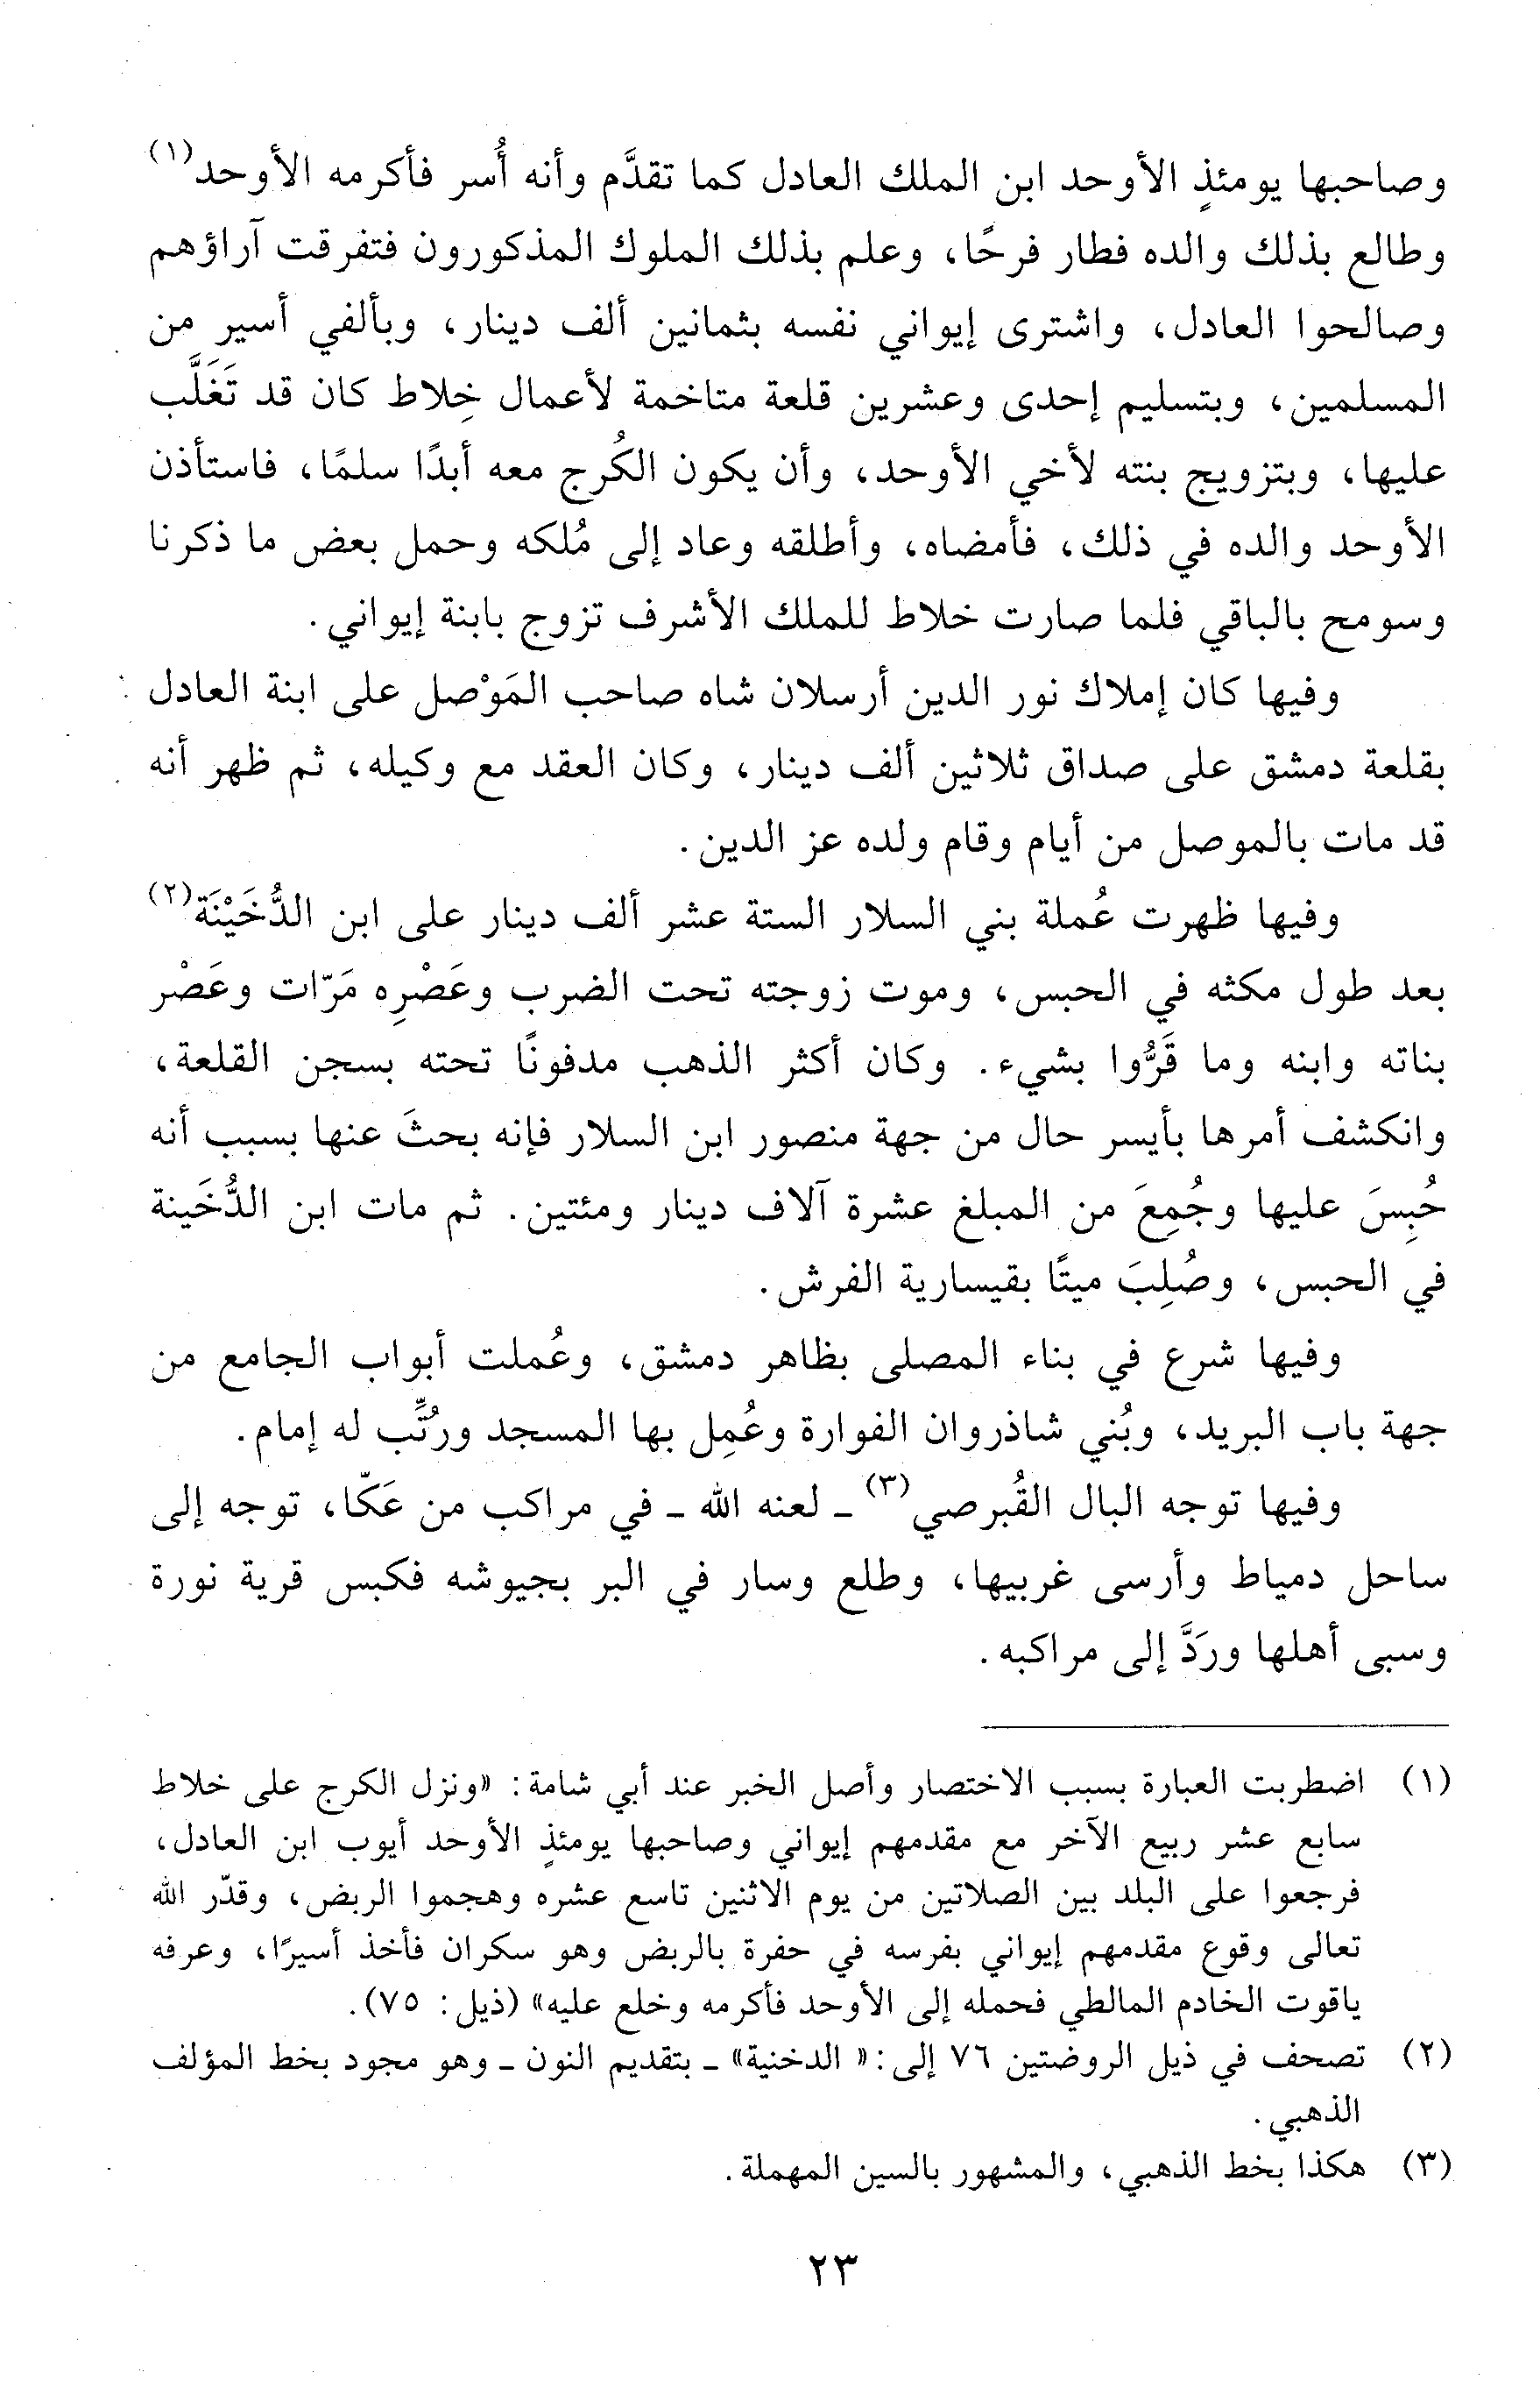 وصاحبها يومئذٍ الأوحد ابن الملك العادل كما تقدَّم وأنه أُسر فأكرمه الأوحد(١)
وطالع بذلك والده فطار فرحًا، وعلم بذلك الملوك المذكورون فتفرقت آراؤهم
وصالحوا العادل، واشترى إيواني نفسه بثمانين ألف دينار، وبألفي أسير من
المسلمين، وبتسليم إحدى وعشرين قلعة متاخمة لأعمال خِلاط كان قد تَغَلَّب
عليها، وبتزويج بنته لأخي الأوحد، وأن يكون الكُرج معه أبدًا سلمًا، فاستأذن
الأوحد والده في ذلك، فأمضاه، وأطلقه وعاد إلى مُلكه وحمل بعض ما ذكرنا
وسومح بالباقي فلما صارت خلاط للملك الأشرف تزوج بابنة إيواني.
وفيها كان إملاك نور الدين أرسلان شاه صاحب المَوْصل على ابنة العادل
بقلعة دمشق على صداق ثلاثين ألف دينار، وكان العقد مع وكيله، ثم ظهر أنه
قد مات بالموصل من أيام وقام ولده عز الدين.
وفيها ظهرت عُملة بني السلار الستة عشر ألف دينار على ابن الدُّخَيْنَة(٢)
بعد طول مكثه في الحبس، وموت زوجته تحت الضرب وعَصْرِه مَرّات وعَصْر
بناته وابنه وما قَرُّوا بشيء. وكان أكثر الذهب مدفونًا تحته بسجن القلعة،
وانكشف أمرها بأيسر حال من جهة منصور ابن السلار فإنه بحثَ عنها بسبب أنه
حُبِسَ عليها وجُمِعَ من المبلغ عشرة آلاف دينار ومئتين. ثم مات ابن الدُّخَينة
في الحبس، وصُلِبَ ميتًا بقيسارية الفرش.
وفيها شرع في بناء المصلى بظاهر دمشق، وعُملت أبواب الجامع من
جهة باب البريد، وبُني شاذروان الفوارة وعُمِل بها المسجد ورُتِّب له إمام.
وفيها توجه البال القُبرصي(٣) - لعنه الله - في مراكب من عَكّا، توجه إلى
ساحل دمياط وأرسى غربيها، وطلع وسار في البر بجيوشه فكبس قرية نورة
وسبى أهلها ورَدَّ إلى مراكبه.
(١) اضطربت العبارة بسبب الاختصار وأصل الخبر عند أبي شامة: «ونزل الكرج على خلاط
سابع عشر ربيع الآخر مع مقدمهم إيواني وصاحبها يومئذٍ الأوحد أيوب ابن العادل،
فرجعوا على البلد بين الصلاتين من يوم الاثنين تاسع عشره وهجموا الربض، وقدّر الله
تعالى وقوع مقدمهم إيواني بفرسه في حفرة بالربض وهو سكران فأخذ أسيرًا، وعرفه
ياقوت الخادم المالطي فحمله إلى الأوحد فأكرمه وخلع عليه» (ذيل: ٧٥).
(٢) تصحف في ذيل الروضتين ٧٦ إلى: « الدخنية» - بتقديم النون - وهو مجود بخط المؤلف
الذهبي.
(٣) هكذا بخط الذهبي، والمشهور بالسين المهملة.
٢٣